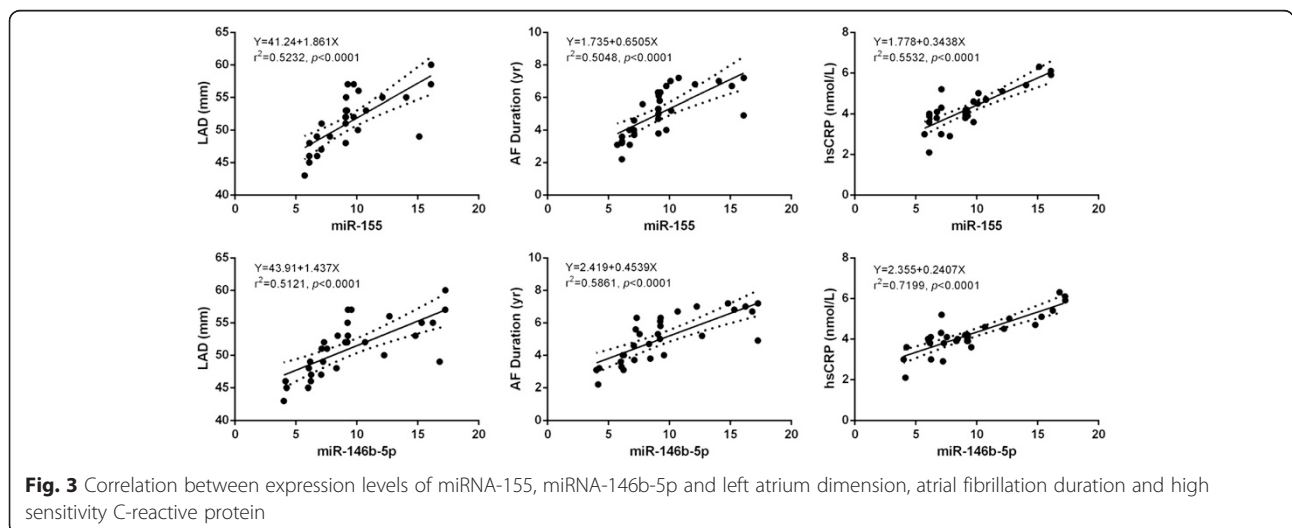 Y=41.24+1.861X
r²=0.5232, p<0.0001
LAD (mm)
65
60
55
50
45
40
0
5
10
15
20
miR-155
Y=1.735+0.6505X
r²=0.5048, p<0.0001
AF Duration (yr)
10
8
6
4
2
0
0
5
10
15
20
miR-155
Y=1.778+0.3438X
r²=0.5532, p<0.0001
hsCRP (nmol/L)
8
6
4
2
0
0
5
10
15
20
miR-155
Y=43.91+1.437X
r²=0.5121, p<0.0001
LAD (mm)
65
60
55
50
45
40
0
5
10
15
20
miR-146b-5p
Y=2.419+0.4539X
r²=0.5861, p<0.0001
AF Duration (yr)
10
8
6
4
2
0
0
5
10
15
20
miR-146b-5p
Y=2.355+0.2407X
r²=0.7199, p<0.0001
hsCRP (nmol/L)
8
6
4
2
0
0
5
10
15
20
miR-146b-5p
Fig. 3 Correlation between expression levels of miRNA-155, miRNA-146b-5p and left atrium dimension, atrial fibrillation duration and high
sensitivity C-reactive protein